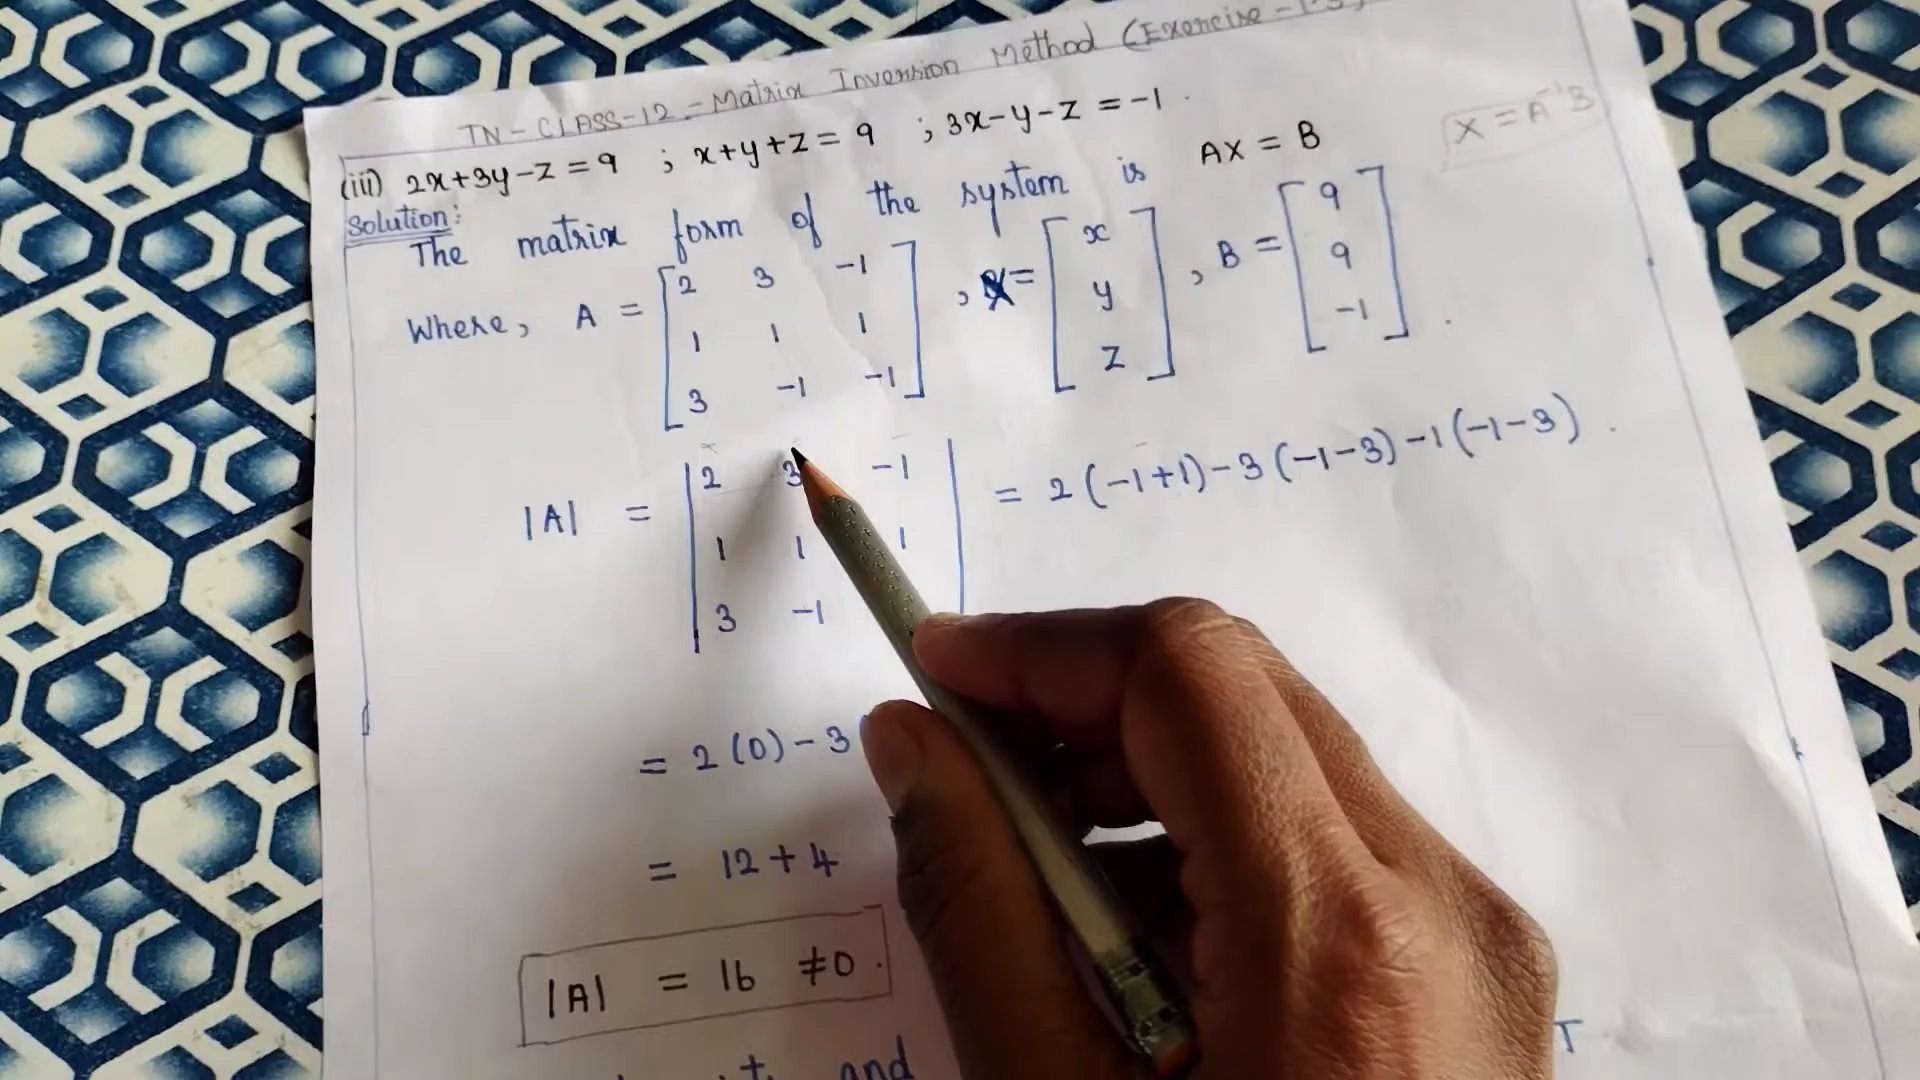 TN-CLASS-12-Matrix Inversion Method (Exercise-1.3)
(iii) 2x+3y-z=9 ; x+y+z=9 ; 3x-y-z=-1.
X=A⁻¹B
Solution:
The matrix form of the system is AX=B
Where, A = [2 3 -1
1 1 1
3 -1 -1], X= [x
y
z], B = [9
9
-1].
|A| = |2 3 -1
1 1 1
3 -1| = 2(-1+1)-3(-1-3)-1(-1-3).
= 2(0)-3
= 12+4
|A| = 16 ≠0.
and
T